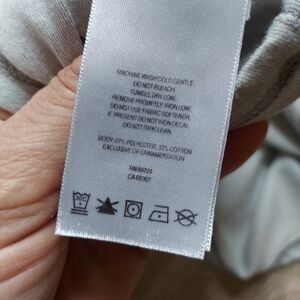 MACHINE WASH COLD GENTLE
DO NOT BLEACH
TUMBLE DRY LOW.
REMOVE PROMPTLY. IRON LOW.
DO NOT USE FABRIC SOFTENER.
IF PRESENT DO NOT IRON DECAL
DO NOT DRYCLEAN.
BODY: 67% POLYESTER, 33% COTTON
EXCLUSIVE OF ORNAMENTATION
RN 59724
CA 65357